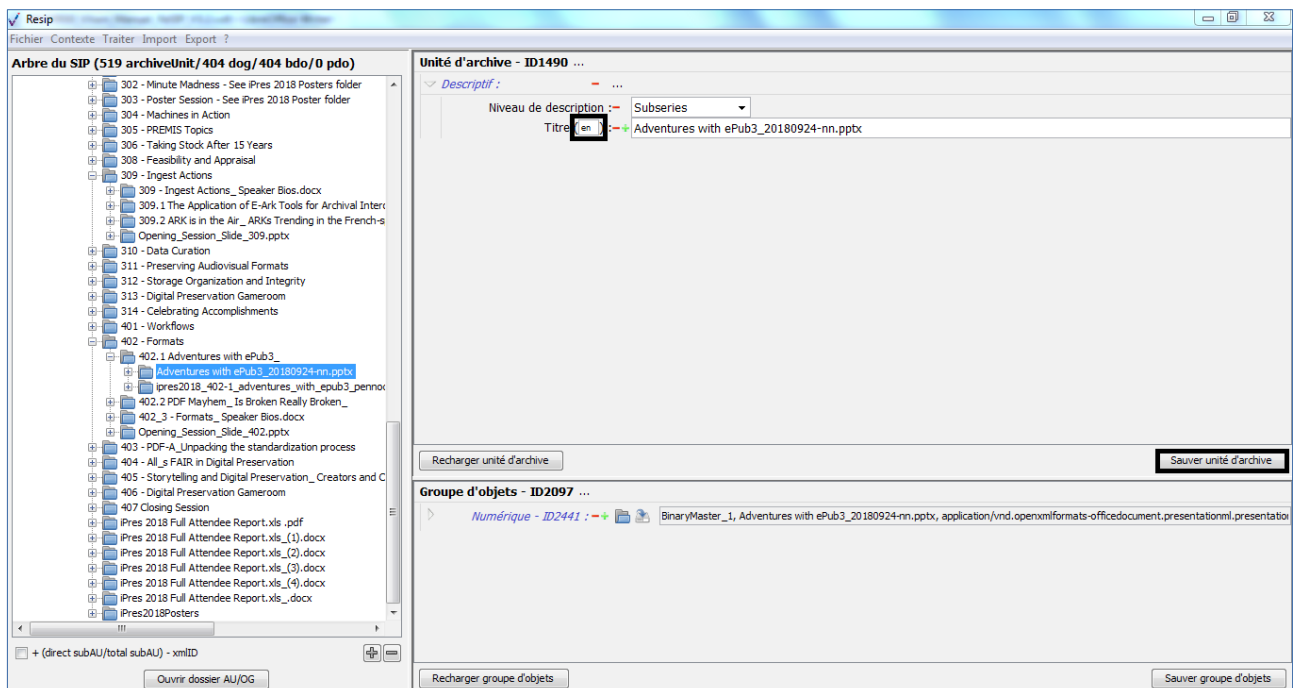 Resip
Fichier Contexte Traiter Import Export ?
Arbre du SIP (519 archiveUnit/404 dog/404 bdo/0 pdo)
302 - Minute Madness - See iPres 2018 Posters folder
303 - Poster Session - See iPres 2018 Poster folder
304 - Machines in Action
305 - PREMIS Topics
306 - Taking Stock After 15 Years
308 - Feasibility and Appraisal
309 - Ingest Actions
309 - Ingest Actions_ Speaker Bios.docx
309.1 The Application of E-Ark Tools for Archival Interc
309.2 ARK is in the Air_ ARKs Trending in the French-s
Opening_Session_Slide_309.pptx
310 - Data Curation
311 - Preserving Audiovisual Formats
312 - Storage Organization and Integrity
313 - Digital Preservation Gameroom
314 - Celebrating Accomplishments
401 - Workflows
402 - Formats
402.1 Adventures with ePub3_
Adventures with ePub3_20180924-nn.pptx
ipres2018_402-1_adventures_with_epub3_pennoc
402.2 PDF Mayhem_ Is Broken Really Broken_
402_3 - Formats_ Speaker Bios.docx
Opening_Session_Slide_402.pptx
403 - PDF-A_Unpacking the standardization process
404 - All_s FAIR in Digital Preservation
405 - Storytelling and Digital Preservation_ Creators and C
406 - Digital Preservation Gameroom
407 Closing Session
iPres 2018 Full Attendee Report.xls .pdf
iPres 2018 Full Attendee Report.xls_(1).docx
iPres 2018 Full Attendee Report.xls_(2).docx
iPres 2018 Full Attendee Report.xls_(3).docx
iPres 2018 Full Attendee Report.xls_(4).docx
iPres 2018 Full Attendee Report.xls_.docx
iPres2018Posters
+ (direct subAU/total subAU) - xmlID
Ouvrir dossier AU/OG
Unité d'archive - ID1490 ...
Descriptif : - ...
Niveau de description :- Subseries
Titre ( en ) :-+ Adventures with ePub3_20180924-nn.pptx
Recharger unité d'archive
Sauver unité d'archive
Groupe d'objets - ID2097 ...
Numérique - ID2441 : -+ BinaryMaster_1, Adventures with ePub3_20180924-nn.pptx, application/vnd.openxmlformats-officedocument.presentationml.presentation
Recharger groupe d'objets
Sauver groupe d'objets